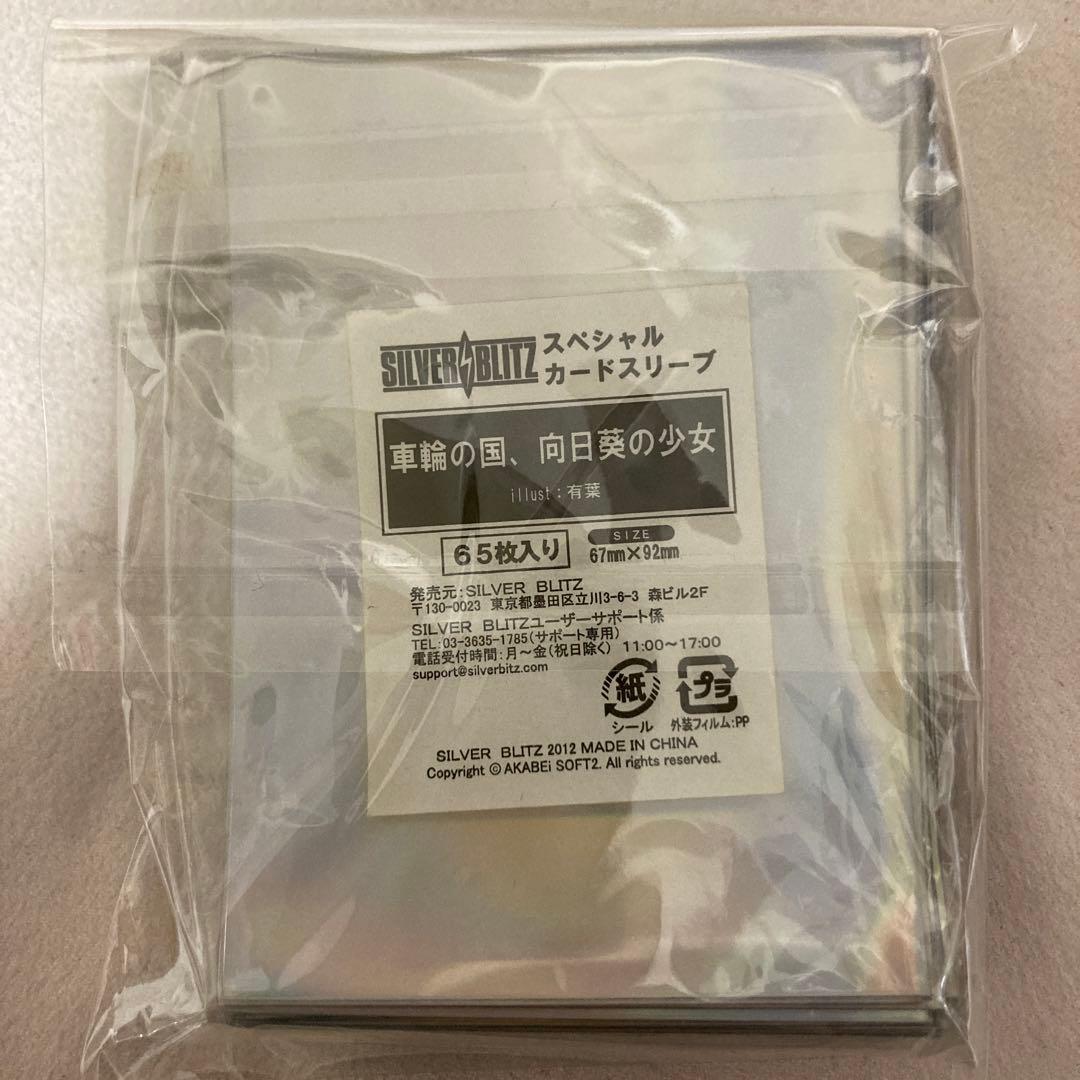 SILVER BLITZ スペシャル
カードスリーブ
車輪の国、向日葵の少女
illust:有葉
65枚入り
SIZE
67mm×92mm
発売元:SILVER BLITZ
〒130-0023 東京都墨田区立川3-6-3 森ビル2F
SILVER BLITZユーザーサポート係
TEL:03-3635-1785(サポート専用)
電話受付時間:月~金(祝日除く) 11:00~17:00
support@silverbitz.com
紙
プラ
シール
外装フィルム:PP
SILVER BLITZ 2012 MADE IN CHINA
Copyright © AKABEi SOFT2. All rights reserved.